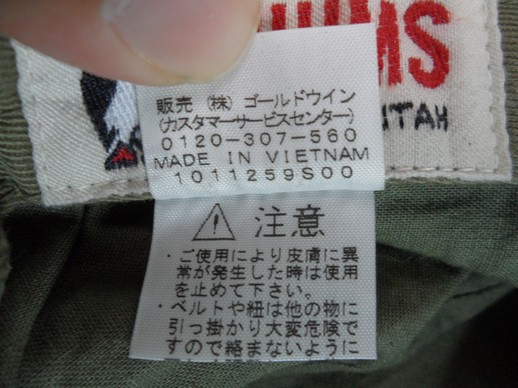 UMS
UTAH
販売 (株) ゴールドウイン
(カスタマーサービスセンター)
0120-307-560
MADE IN VIETNAM
1011259S00
注意
・ご使用により皮膚に異
常が発生した時は使用
を止めて下さい。
・ベルトや紐は他の物に
引っ掛かり大変危険で
すので絡まないように